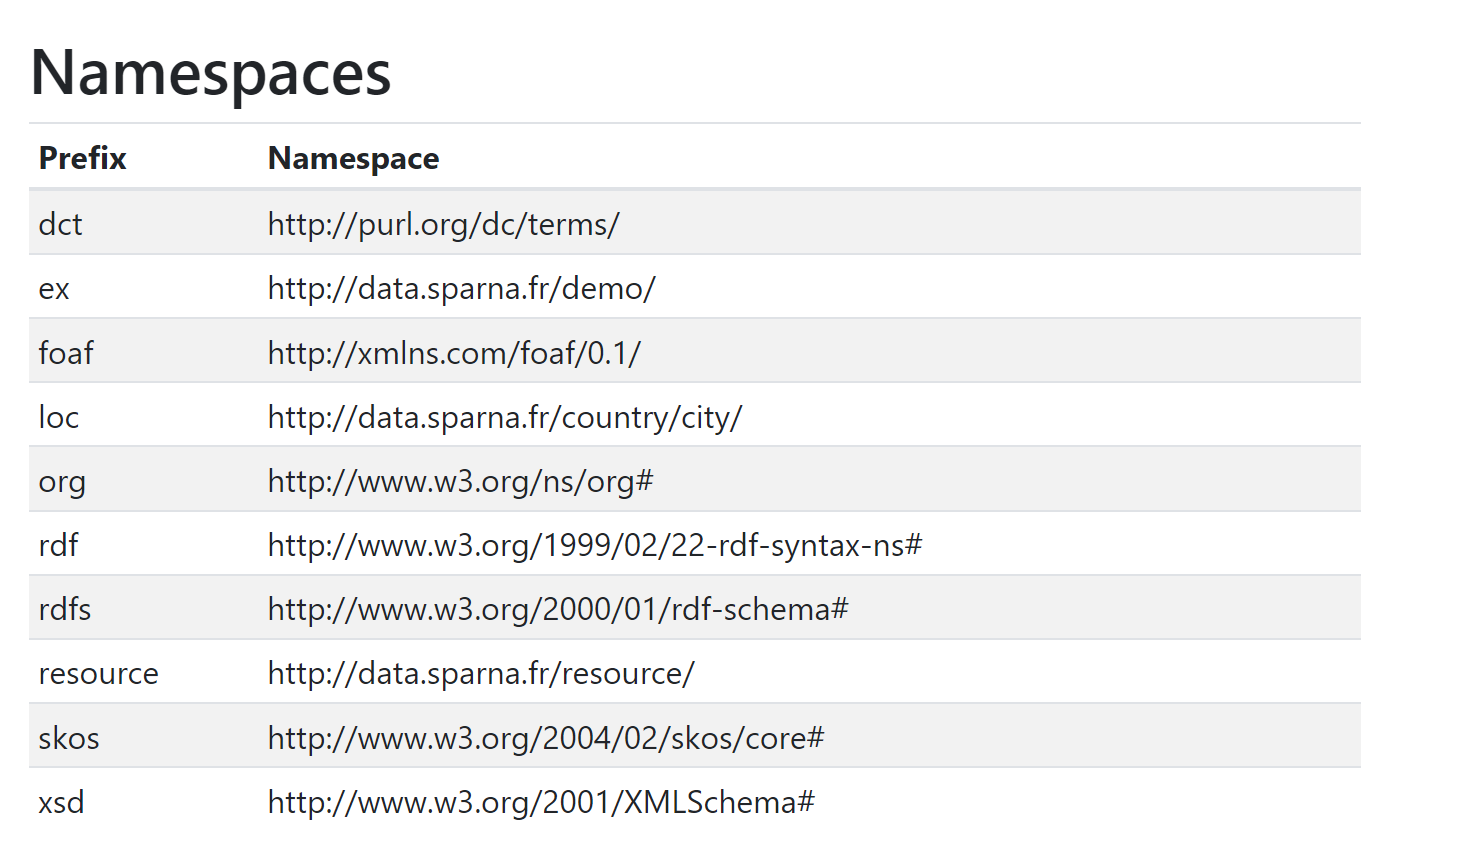 Namespaces
Prefix Namespace
dct http://purl.org/dc/terms/
ex http://data.sparna.fr/demo/
foaf http://xmlns.com/foaf/0.1/
loc http://data.sparna.fr/country/city/
org http://www.w3.org/ns/org#
rdf http://www.w3.org/1999/02/22-rdf-syntax-ns#
rdfs http://www.w3.org/2000/01/rdf-schema#
resource http://data.sparna.fr/resource/
skos http://www.w3.org/2004/02/skos/core#
xsd http://www.w3.org/2001/XMLSchema#